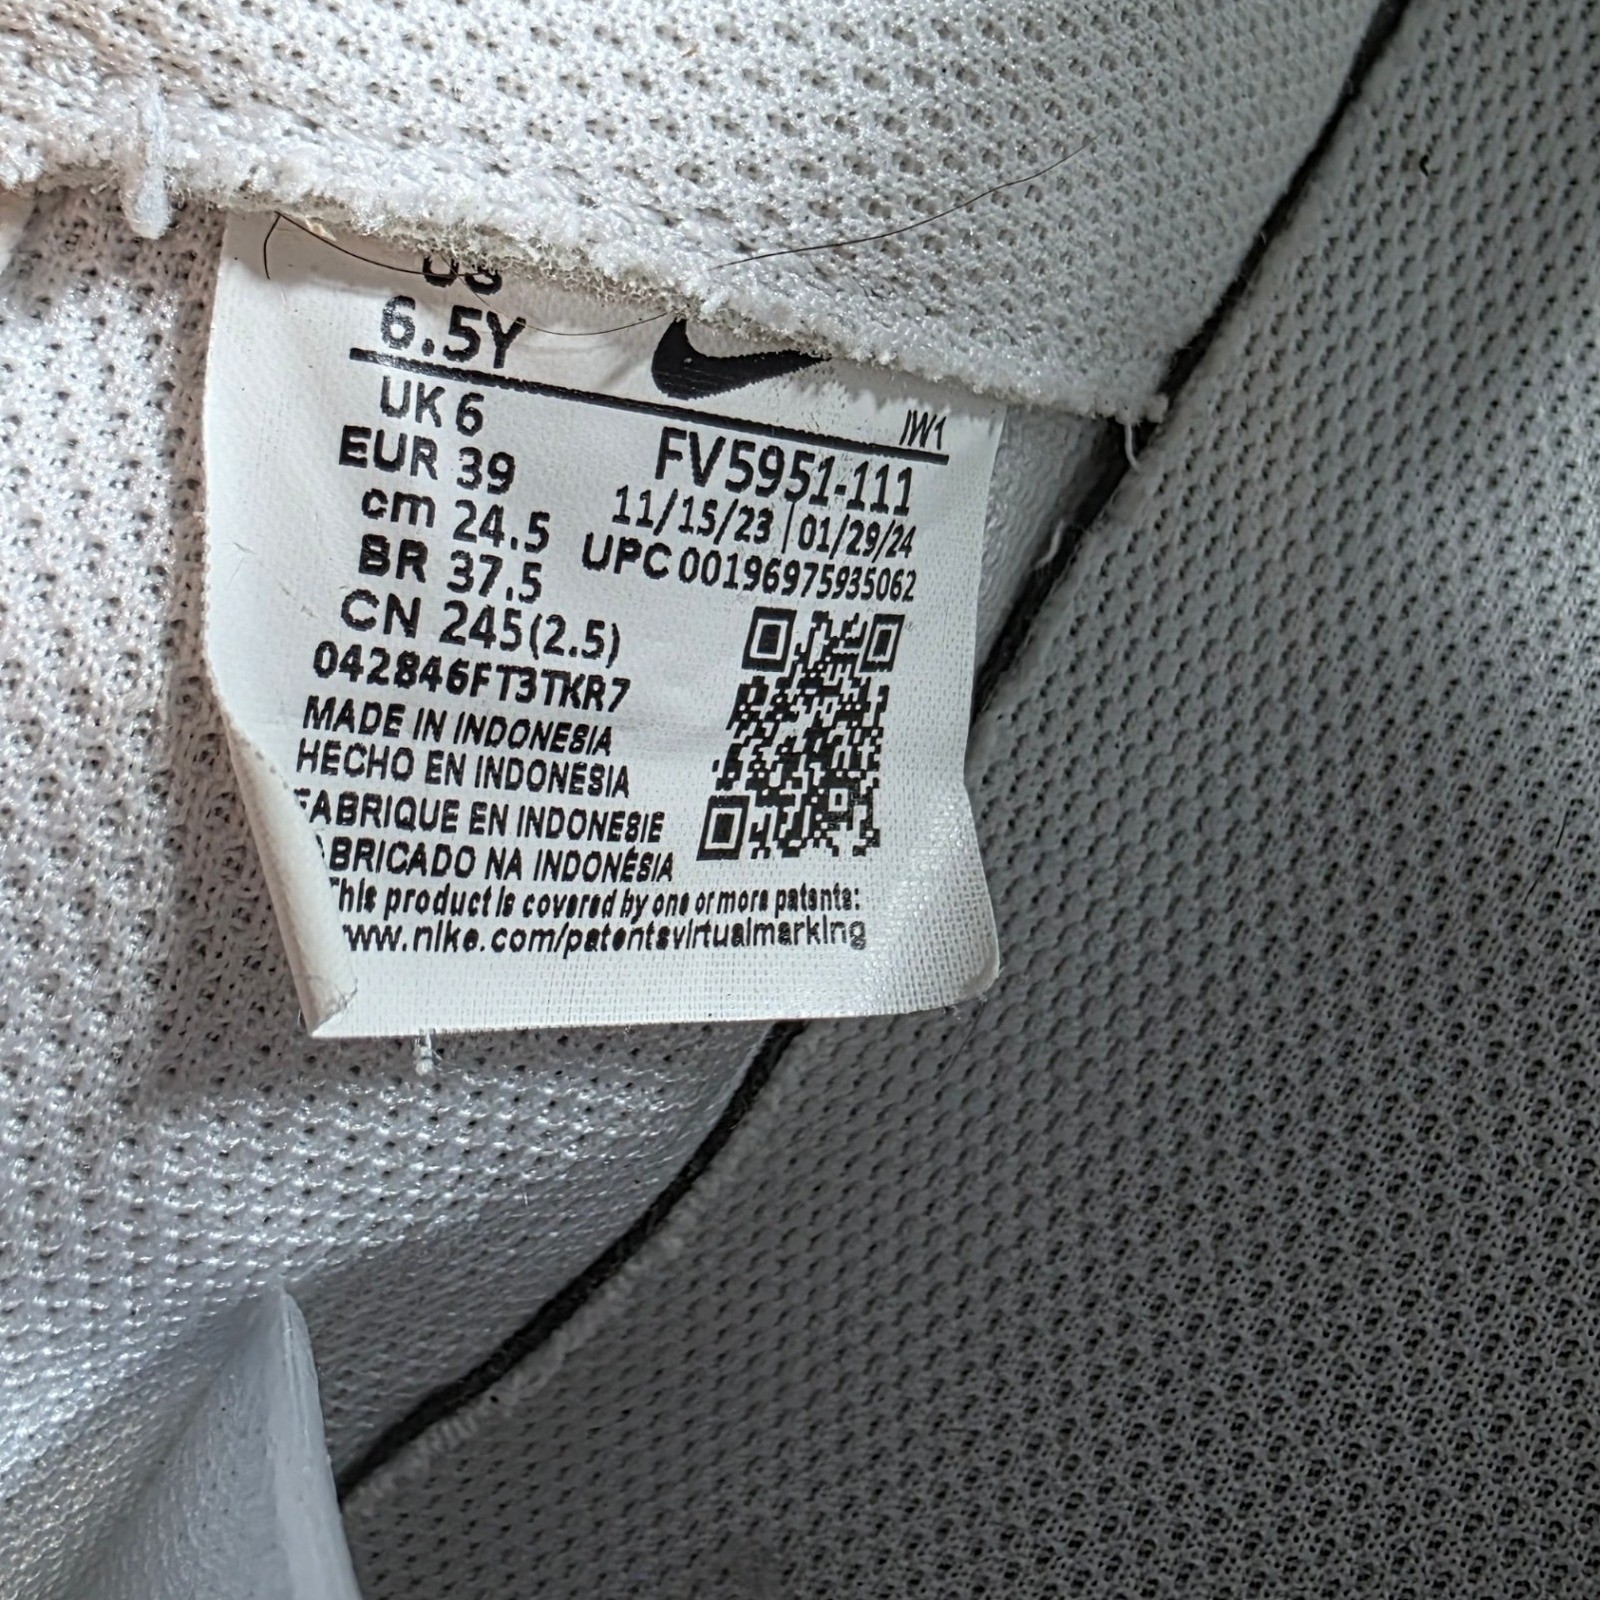 US
6.5Y
UK 6
EUR 39
cm 24.5
BR 37.5
CN 245(2.5)
042846FT3TKR7
IW1
FV5951-111
11/15/23 | 01/29/24
UPC 00196975935062
MADE IN INDONESIA
HECHO EN INDONESIA
FABRIQUE EN INDONESIE
ABRICADO NA INDONÉSIA
This product is covered by one or more patents:
www.nike.com/patentsvirtualmarking